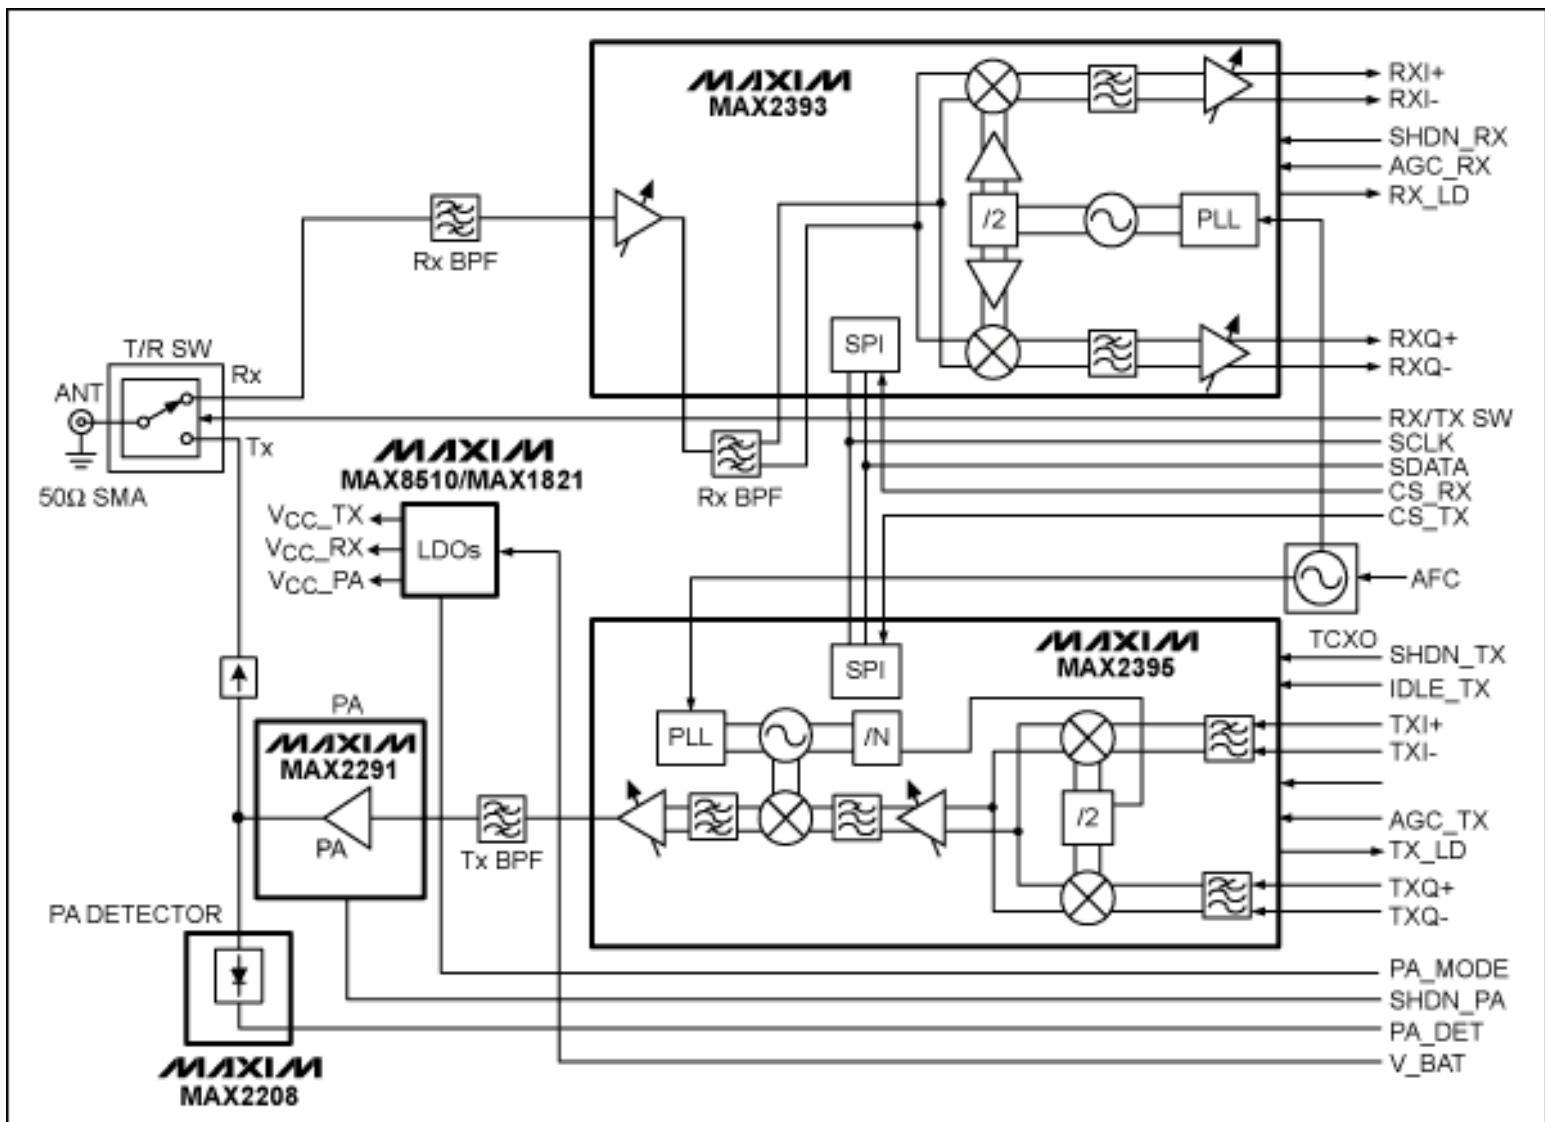 MAXIM
MAX2393
RXI+
RXI-
SHDN_RX
AGC_RX
RX_LD
/2
PLL
Rx BPF
SPI
RXQ+
RXQ-
T/R SW
Rx
ANT
Tx
50Ω SMA
RX/TX SW
SCLK
SDATA
CS_RX
CS_TX
Rx BPF
MAXIM
MAX8510/MAX1821
VCC_TX
VCC_RX
VCC_PA
LDOs
AFC
TCXO
MAXIM
MAX2395
SPI
SHDN_TX
IDLE_TX
TXI+
TXI-
PLL
/N
/2
AGC_TX
TX_LD
TXQ+
TXQ-
PA
MAXIM
MAX2291
PA
Tx BPF
PA DETECTOR
PA_MODE
SHDN_PA
PA_DET
V_BAT
MAXIM
MAX2208